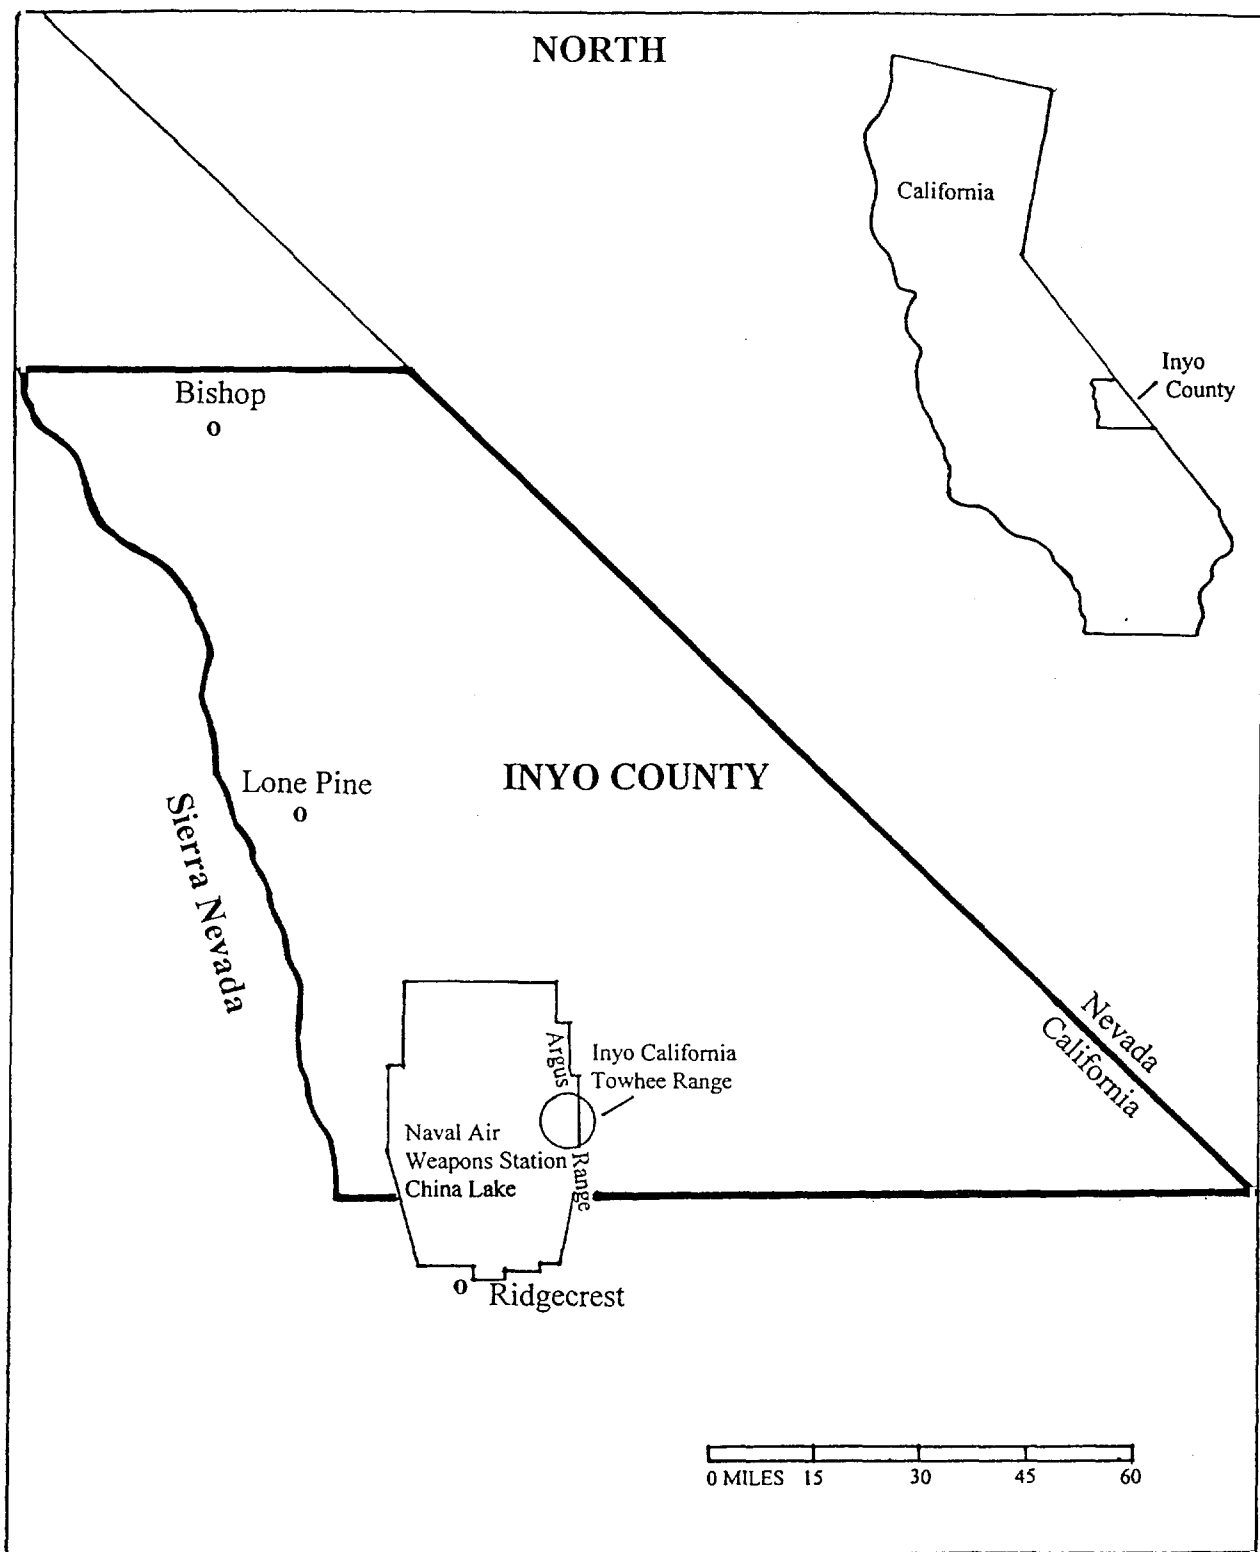 NORTH
California
Inyo
County
Bishop
INYO COUNTY
Lone Pine
Sierra Nevada
Nevada
California
Argus
Range
Inyo California
Towhee Range
Naval Air
Weapons Station
China Lake
Ridgecrest
0 MILES 15 30 45 60